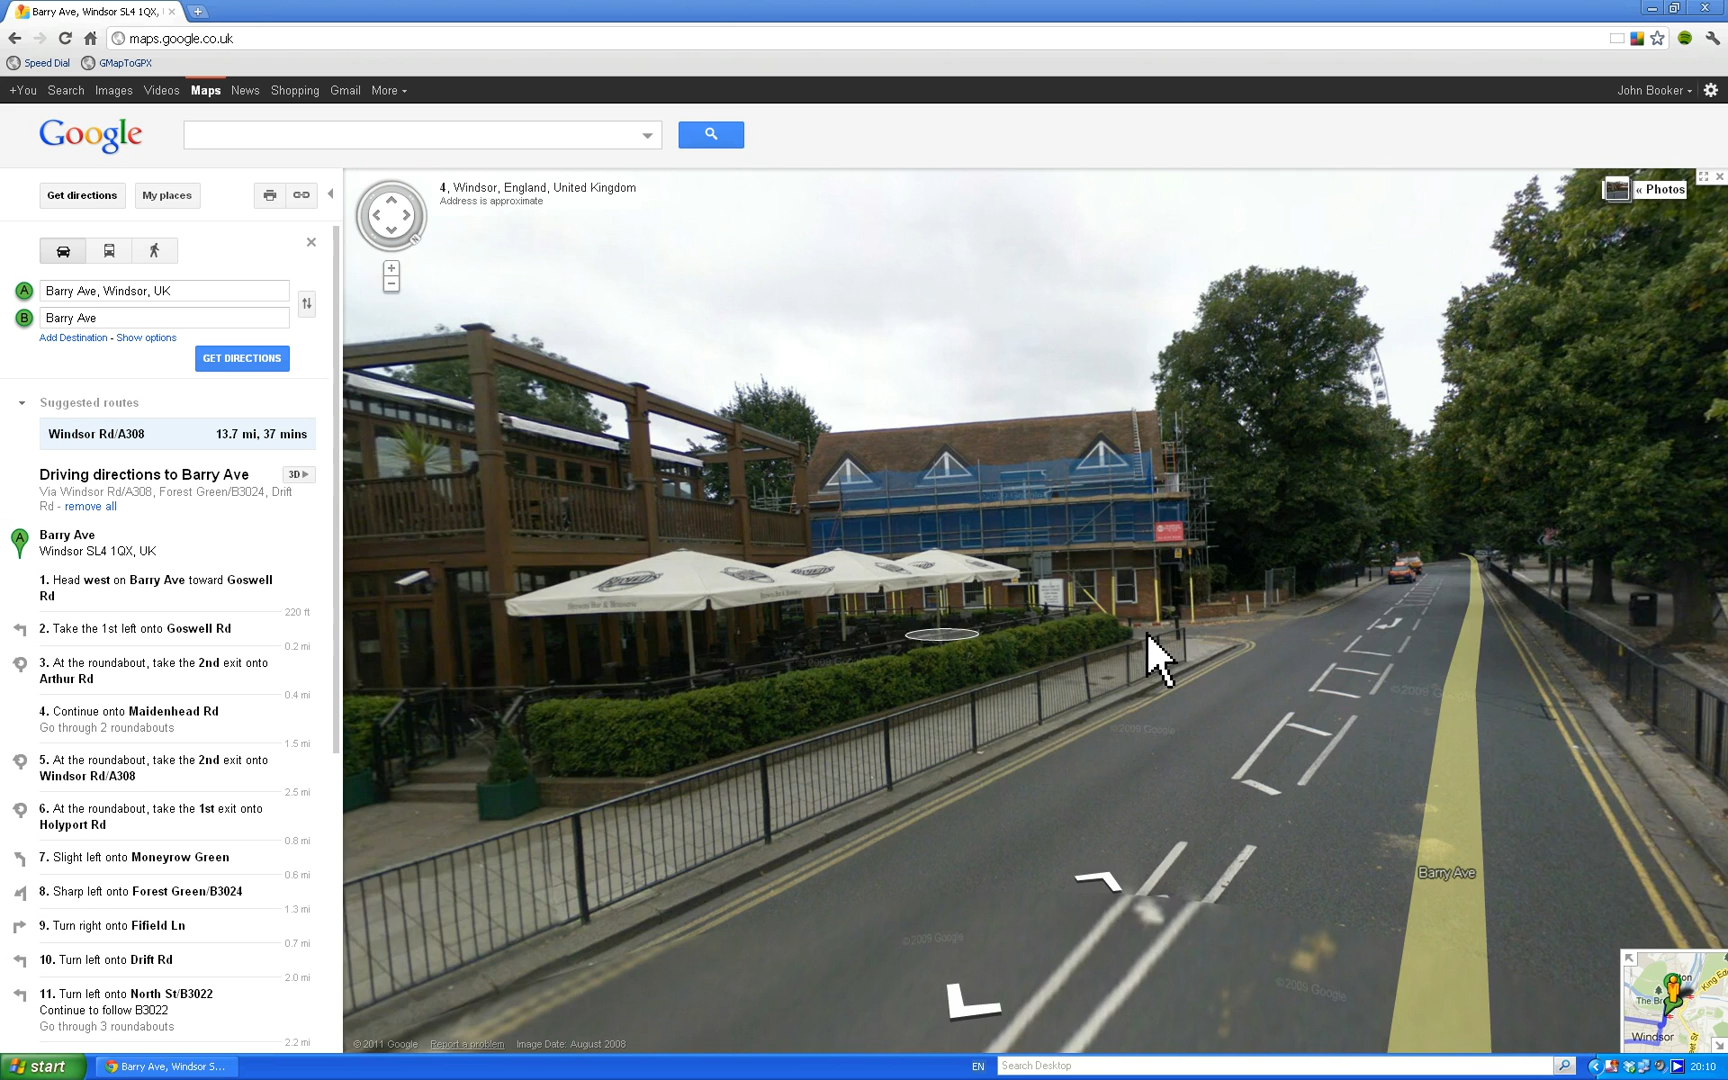 Barry Ave, Windsor SL4 1QX,
maps.google.co.uk
Speed Dial
GMapToGPX
+You Search Images Videos Maps News Shopping Gmail More
John Booker
Google
Get directions
My places
4, Windsor, England, United Kingdom
Address is approximate
« Photos
A Barry Ave, Windsor, UK
B Barry Ave
Add Destination - Show options
GET DIRECTIONS
Suggested routes
Windsor Rd/A308 13.7 mi, 37 mins
Driving directions to Barry Ave 3D
Via Windsor Rd/A308, Forest Green/B3024, Drift
Rd - remove all
A Barry Ave
Windsor SL4 1QX, UK
1. Head west on Barry Ave toward Goswell
Rd
220 ft
2. Take the 1st left onto Goswell Rd
0.2 mi
3. At the roundabout, take the 2nd exit onto
Arthur Rd
0.4 mi
4. Continue onto Maidenhead Rd
Go through 2 roundabouts
1.5 mi
5. At the roundabout, take the 2nd exit onto
Windsor Rd/A308
2.5 mi
6. At the roundabout, take the 1st exit onto
Holyport Rd
0.8 mi
7. Slight left onto Moneyrow Green
0.6 mi
8. Sharp left onto Forest Green/B3024
1.3 mi
9. Turn right onto Fifield Ln
0.7 mi
10. Turn left onto Drift Rd
2.0 mi
11. Turn left onto North St/B3022
Continue to follow B3022
Go through 3 roundabouts
2.2 mi
©2009 Google
©2009 Google
Barry Ave
©2009 Google
©2009 Google
© 2011 Google Report a problem Image Date: August 2008
Windsor
start
Barry Ave, Windsor S...
EN
Search Desktop
20:10